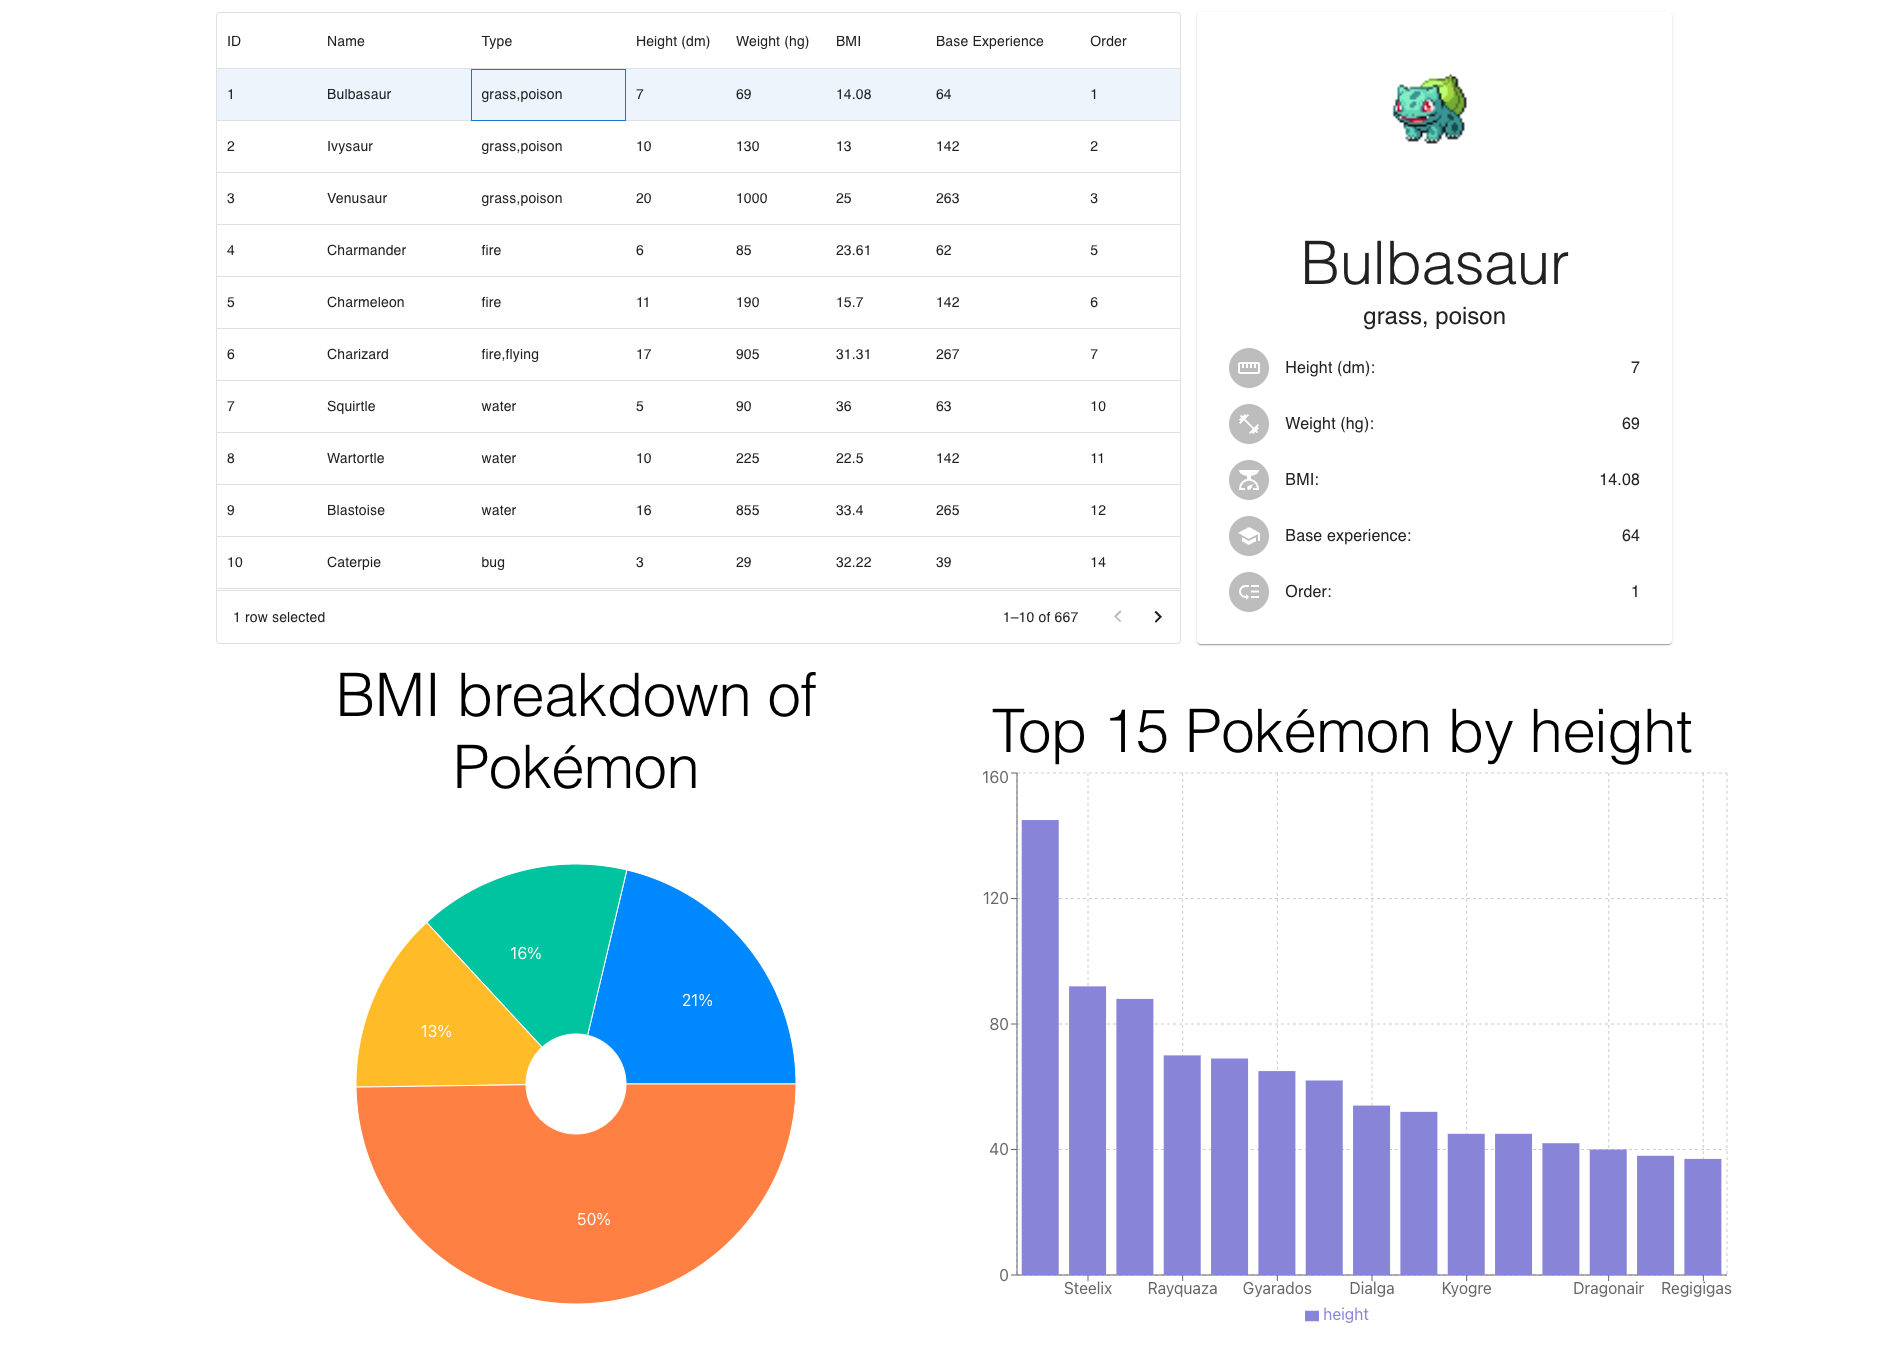 ID Name Type Height (dm) Weight (hg) BMI Base Experience Order
1 Bulbasaur grass,poison 7 69 14.08 64 1
2 Ivysaur grass,poison 10 130 13 142 2
3 Venusaur grass,poison 20 1000 25 263 3
4 Charmander fire 6 85 23.61 62 5
5 Charmeleon fire 11 190 15.7 142 6
6 Charizard fire,flying 17 905 31.31 267 7
7 Squirtle water 5 90 36 63 10
8 Wartortle water 10 225 22.5 142 11
9 Blastoise water 16 855 33.4 265 12
10 Caterpie bug 3 29 32.22 39 14
1 row selected 1–10 of 667
Bulbasaur
grass, poison
Height (dm): 7
Weight (hg): 69
BMI: 14.08
Base experience: 64
Order: 1
BMI breakdown of
Pokémon
16%
21%
13%
50%
Top 15 Pokémon by height
160
120
80
40
0
Steelix Rayquaza Gyarados Dialga Kyogre Dragonair Regigigas
height